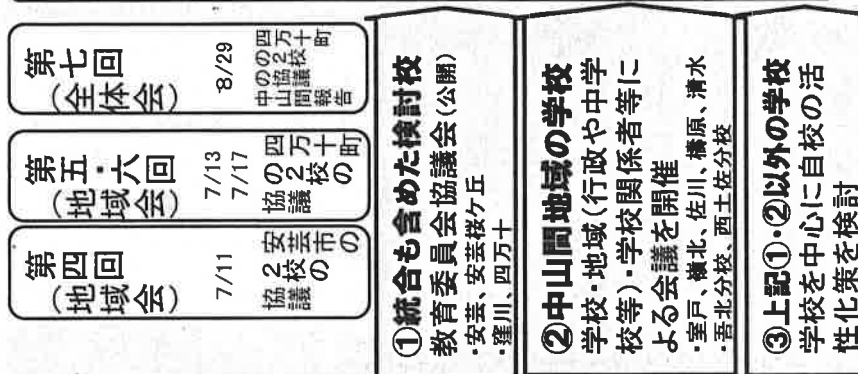 第七回
(全体会)
8/29
四万十町
の2校
の協議
中山間報告
第五・六回
(地域会)
7/13
7/17
四万十町
の2校の
協議
第四回
(地域会)
7/11
安芸市の
2校の
協議
①統合も含めた検討校
教育委員会協議会(公開)
・安芸、安芸桜ケ丘
・窪川、四万十
②中山間地域の学校
学校・地域(行政や中学
校等)・学校関係者等に
よる会議を開催
・室戸、嶺北、佐川、檮原、清水
・吾北分校、西土佐分校
③上記①・②以外の学校
学校を中心に自校の活
性化策を検討